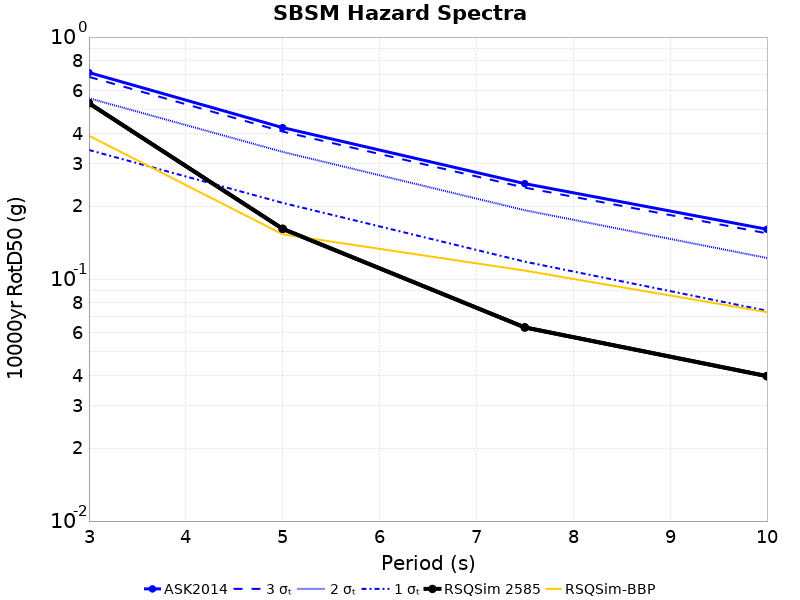 SBSM Hazard Spectra
10⁰
8
6
4
3
2
10⁻¹
8
6
4
3
2
10⁻²
10000yr RotD50 (g)
3 4 5 6 7 8 9 10
Period (s)
ASK2014 3 σₜ 2 σₜ 1 σₜ RSQSim 2585 RSQSim-BBP